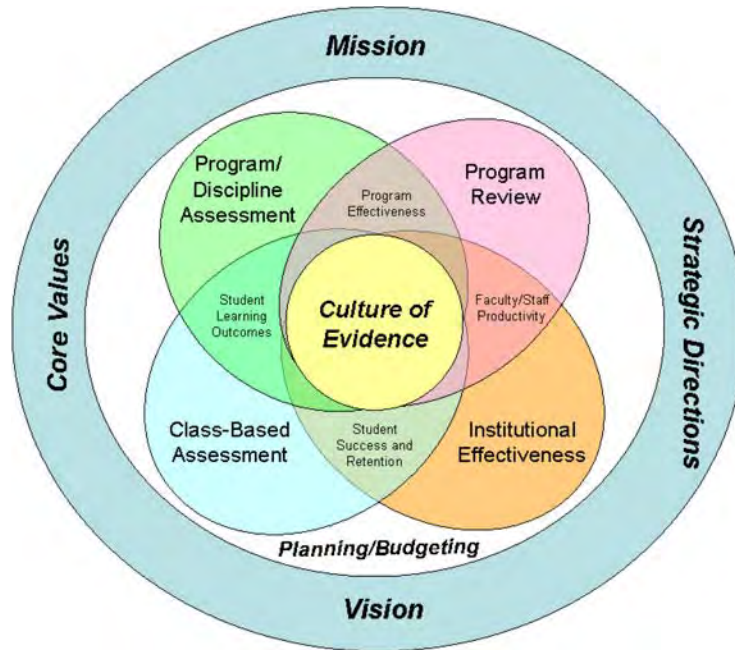 Mission
Program/
Discipline
Assessment
Program
Review
Program
Effectiveness
Core Values
Strategic Directions
Student
Learning
Outcomes
Culture of
Evidence
Faculty/Staff
Productivity
Class-Based
Assessment
Student
Success and
Retention
Institutional
Effectiveness
Planning/Budgeting
Vision